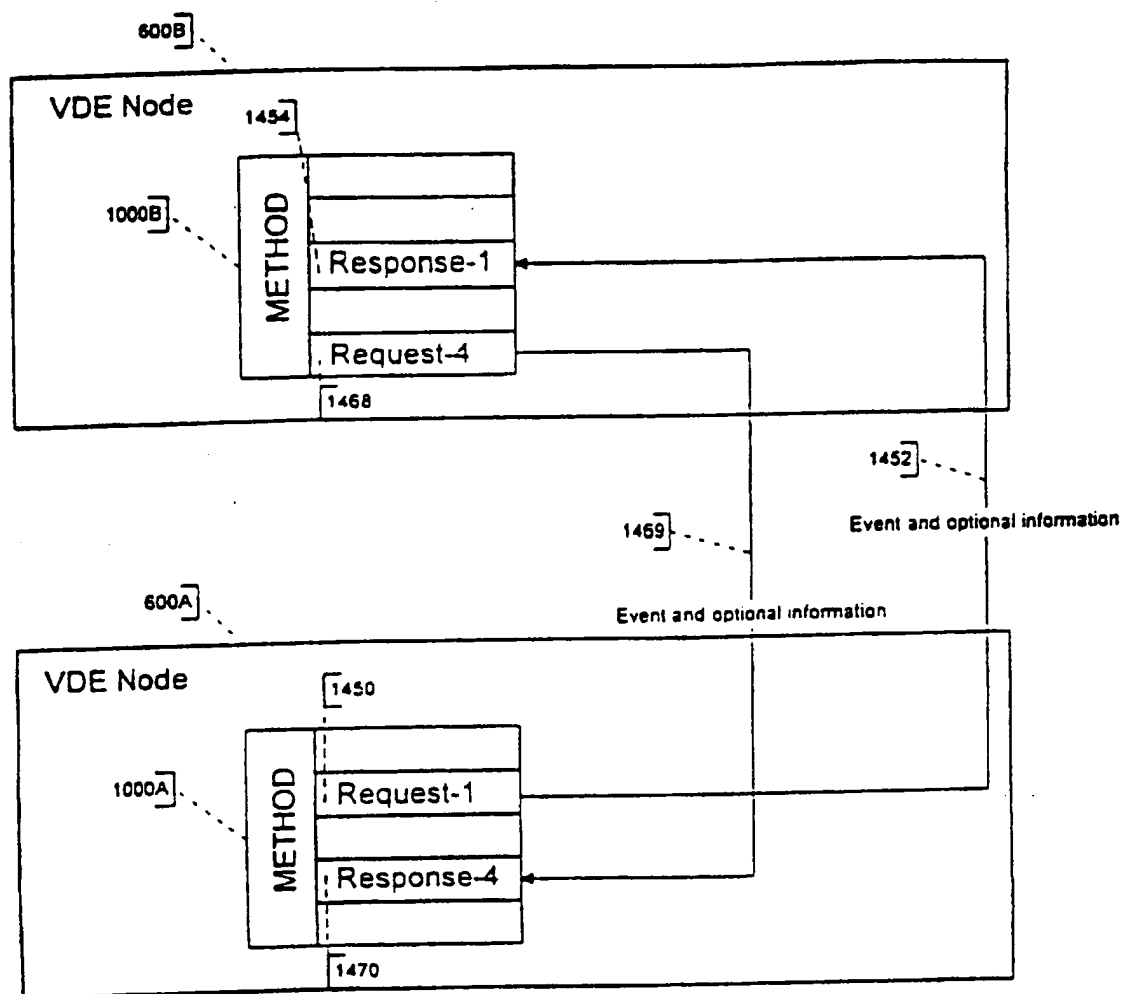 600B
VDE Node
1454
1000B
METHOD
Response-1
Request-4
1468
1452
Event and optional information
1469
600A
Event and optional information
VDE Node
1450
1000A
METHOD
Request-1
Response-4
1470